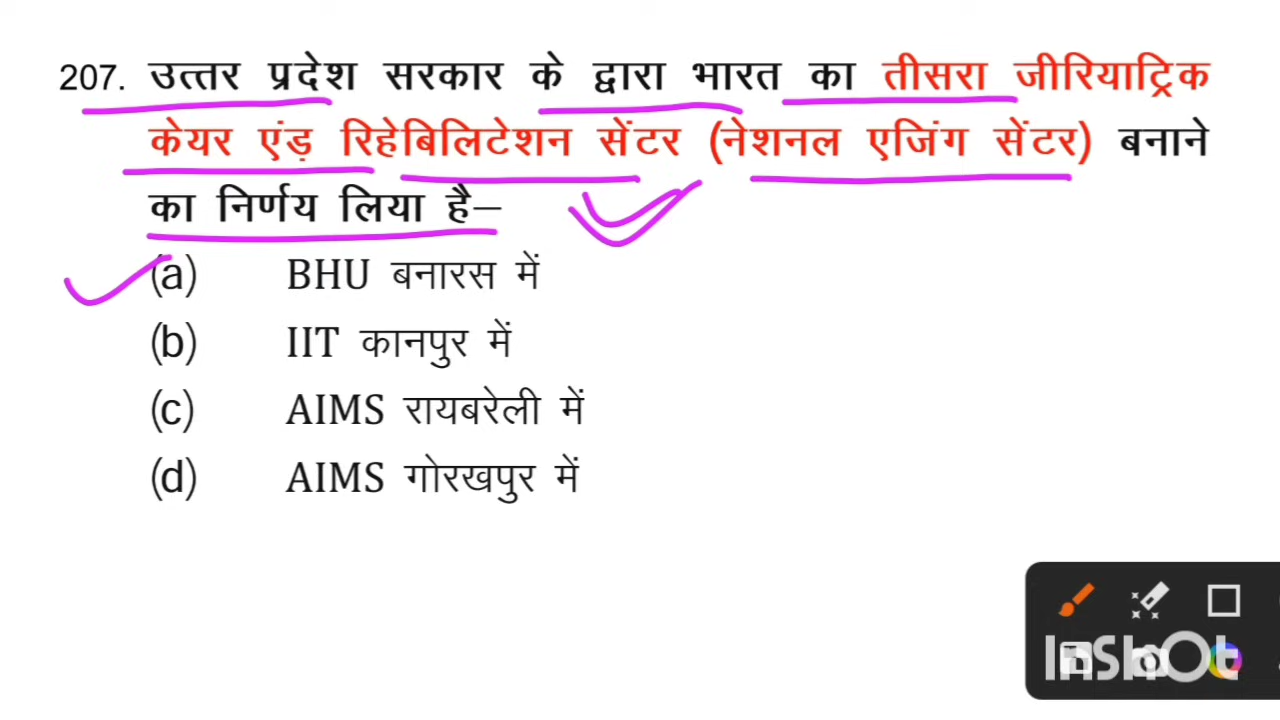 207. उत्तर प्रदेश सरकार के द्वारा भारत का तीसरा जीरियाट्रिक
केयर एंड़ रिहेबिलिटेशन सेंटर (नेशनल एजिंग सेंटर) बनाने
का निर्णय लिया है–
(a) BHU बनारस में
(b) IIT कानपुर में
(c) AIMS रायबरेली में
(d) AIMS गोरखपुर में
InShOt